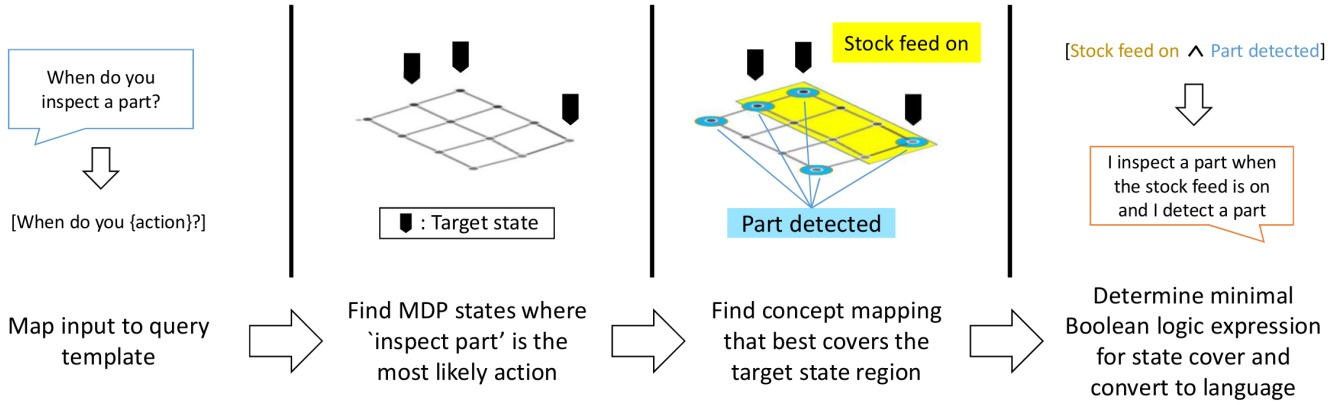 When do you
inspect a part?
[When do you {action}?]
Map input to query
template
: Target state
Find MDP states where
`inspect part’ is the
most likely action
Stock feed on
Part detected
Find concept mapping
that best covers the
target state region
[Stock feed on ∧ Part detected]
I inspect a part when
the stock feed is on
and I detect a part
Determine minimal
Boolean logic expression
for state cover and
convert to language